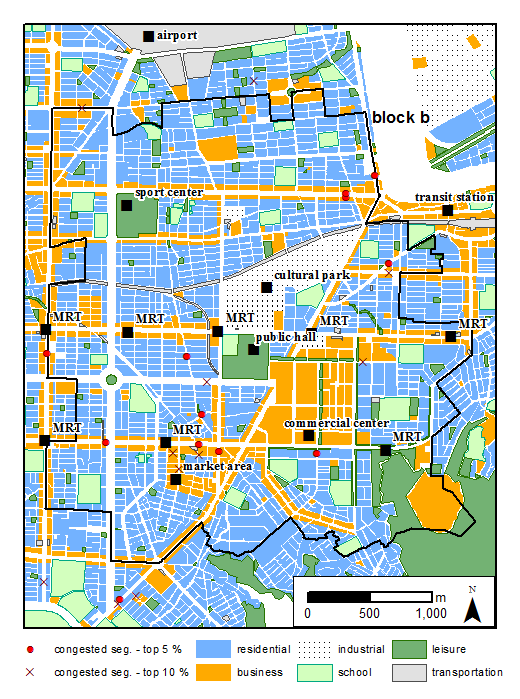 airport
block b
sport center
transit station
cultural park
MRT
MRT
MRT
MRT
MRT
public hall
commercial center
MRT
MRT
MRT
market area
N
m
0 500 1,000
congested seg. - top 5 % residential industrial leisure
congested seg. - top 10 % business school transportation